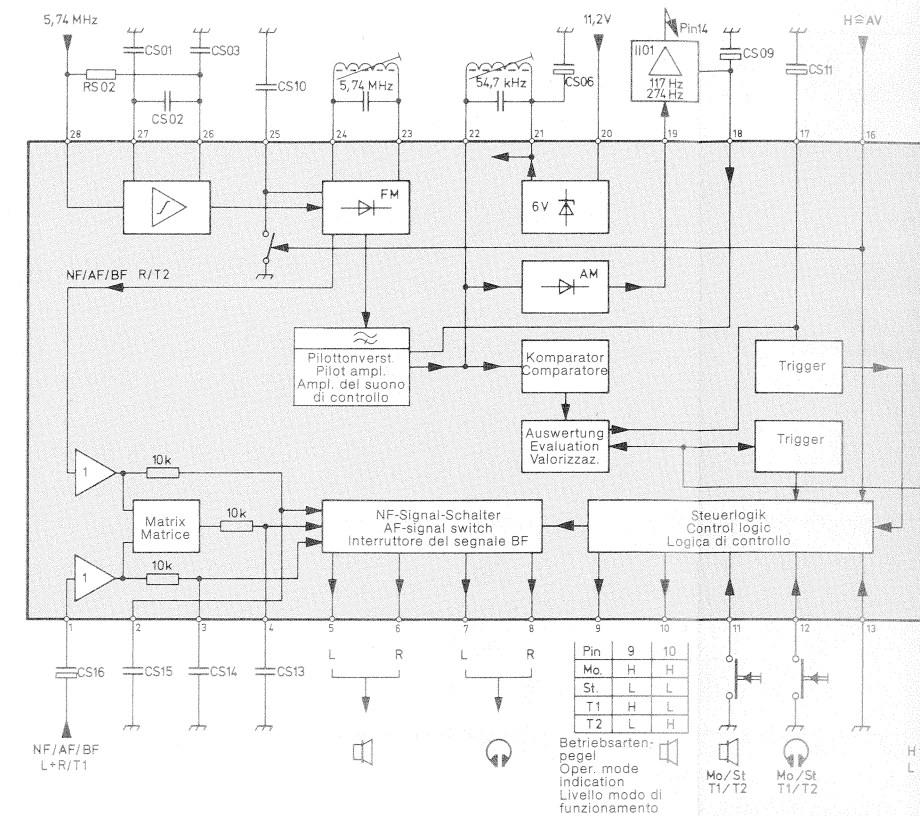 5,74 MHz
11,2V
H≙AV
Pin14
II01
117 Hz
274 Hz
CS01
CS03
RS02
CS02
CS10
5,74 MHz
54,7 kHz
CS06
CS09
CS11
28 27 26 25 24 23 22 21 20 19 18 17 16
FM
6V
AM
NF/AF/BF R/T2
Pilottonverst.
Pilot ampl.
Ampl. del suono
di controllo
Komparator
Comparatore
Trigger
Auswertung
Evaluation
Valorizzaz.
Trigger
1
10k
Matrix
Matrice
10k
1
10k
NF-Signal-Schalter
AF-signal switch
Interruttore del segnale BF
Steuerlogik
Control logic
Logica di controllo
1 2 3 4 5 6 7 8 9 10 11 12 13
CS16
CS15
CS14
CS13
L R
L R
Pin 9 10
Mo. H H
St. L L
T1 H L
T2 L H
NF/AF/BF
L+R/T1
Betriebsarten-
pegel
Oper. mode
indication
Livello modo di
funzionamento
Mo/St
T1/T2
Mo/St
T1/T2
H
L